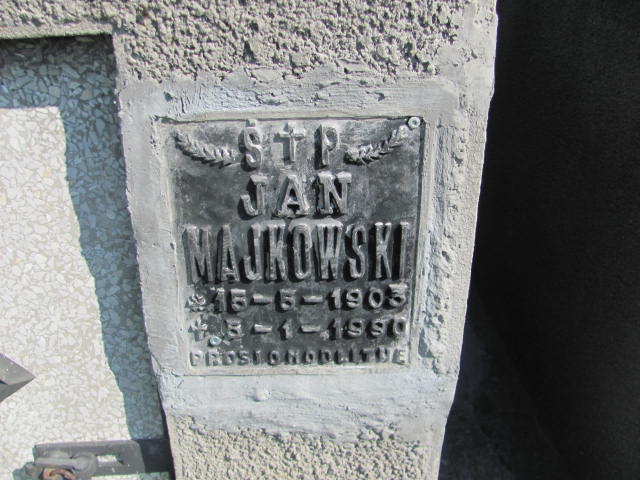 Ś✝P
JAN
MAJKOWSKI
* 15-5-1903
✝ 5-1-1990
PROSI O MODLITWE